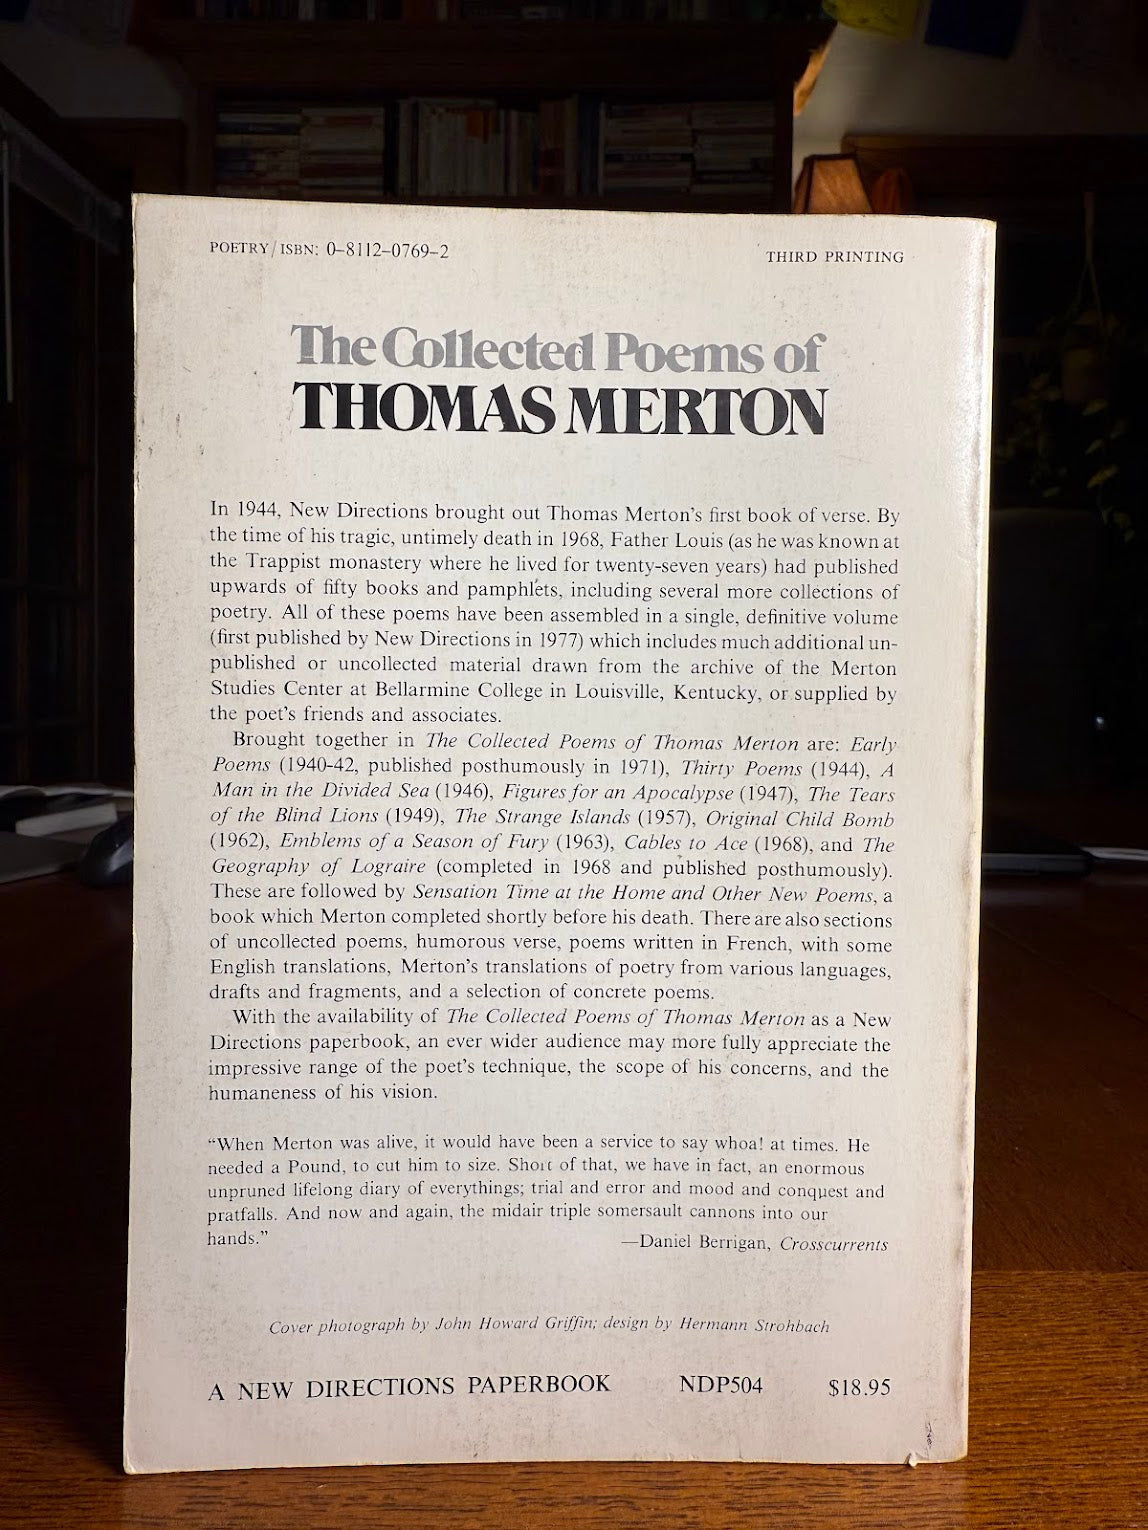 POETRY/ISBN: 0-8112-0769-2
THIRD PRINTING
The Collected Poems of
THOMAS MERTON
In 1944, New Directions brought out Thomas Merton's first book of verse. By
the time of his tragic, untimely death in 1968, Father Louis (as he was known at
the Trappist monastery where he lived for twenty-seven years) had published
upwards of fifty books and pamphlets, including several more collections of
poetry. All of these poems have been assembled in a single, definitive volume
(first published by New Directions in 1977) which includes much additional un-
published or uncollected material drawn from the archive of the Merton
Studies Center at Bellarmine College in Louisville, Kentucky, or supplied by
the poet's friends and associates.
Brought together in The Collected Poems of Thomas Merton are: Early
Poems (1940-42, published posthumously in 1971), Thirty Poems (1944), A
Man in the Divided Sea (1946), Figures for an Apocalypse (1947), The Tears
of the Blind Lions (1949), The Strange Islands (1957), Original Child Bomb
(1962), Emblems of a Season of Fury (1963), Cables to Ace (1968), and The
Geography of Lograire (completed in 1968 and published posthumously).
These are followed by Sensation Time at the Home and Other New Poems, a
book which Merton completed shortly before his death. There are also sections
of uncollected poems, humorous verse, poems written in French, with some
English translations, Merton's translations of poetry from various languages,
drafts and fragments, and a selection of concrete poems.
With the availability of The Collected Poems of Thomas Merton as a New
Directions paperbook, an ever wider audience may more fully appreciate the
impressive range of the poet's technique, the scope of his concerns, and the
humaneness of his vision.
"When Merton was alive, it would have been a service to say whoa! at times. He
needed a Pound, to cut him to size. Short of that, we have in fact, an enormous
unpruned lifelong diary of everythings; trial and error and mood and conquest and
pratfalls. And now and again, the midair triple somersault cannons into our
hands."
—Daniel Berrigan, Crosscurrents
Cover photograph by John Howard Griffin; design by Hermann Strohbach
A NEW DIRECTIONS PAPERBOOK NDP504 $18.95